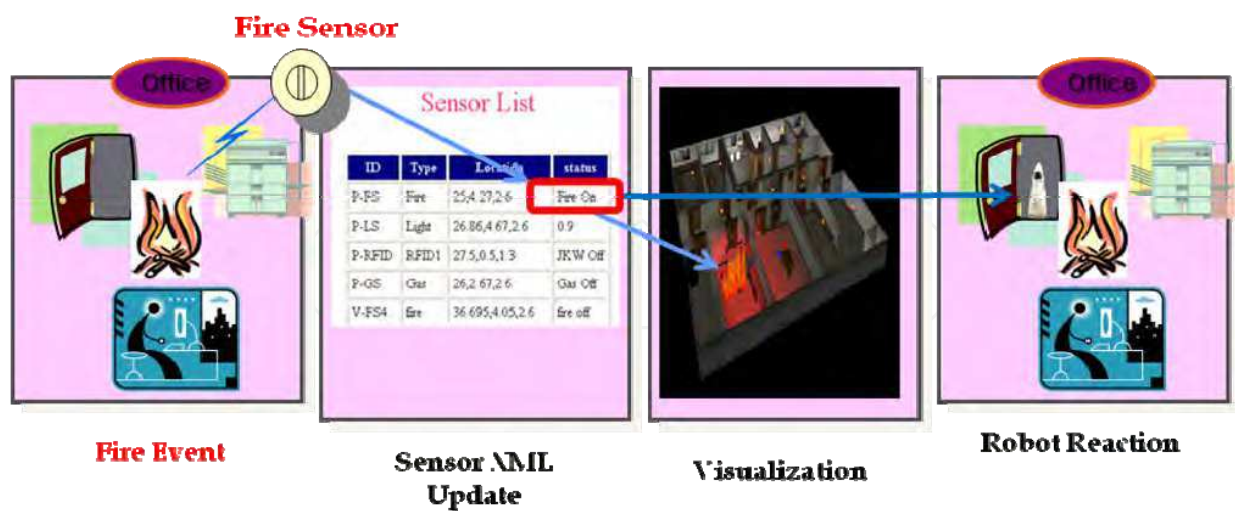 Fire Sensor
Office
Sensor List
ID Type Location status
P-FS Fire 25,4.27,2.6 Fire On
P-LS Light 26.86,4.67,2.6 0.9
P-RFID RFID1 27.5,0.5,1.3 JKW Off
P-GS Gas 26,2.67,2.6 Gas Off
V-FS4 fire 36.695,4.05,2.6 fire off
Office
Fire Event
Sensor XML
Update
Visualization
Robot Reaction